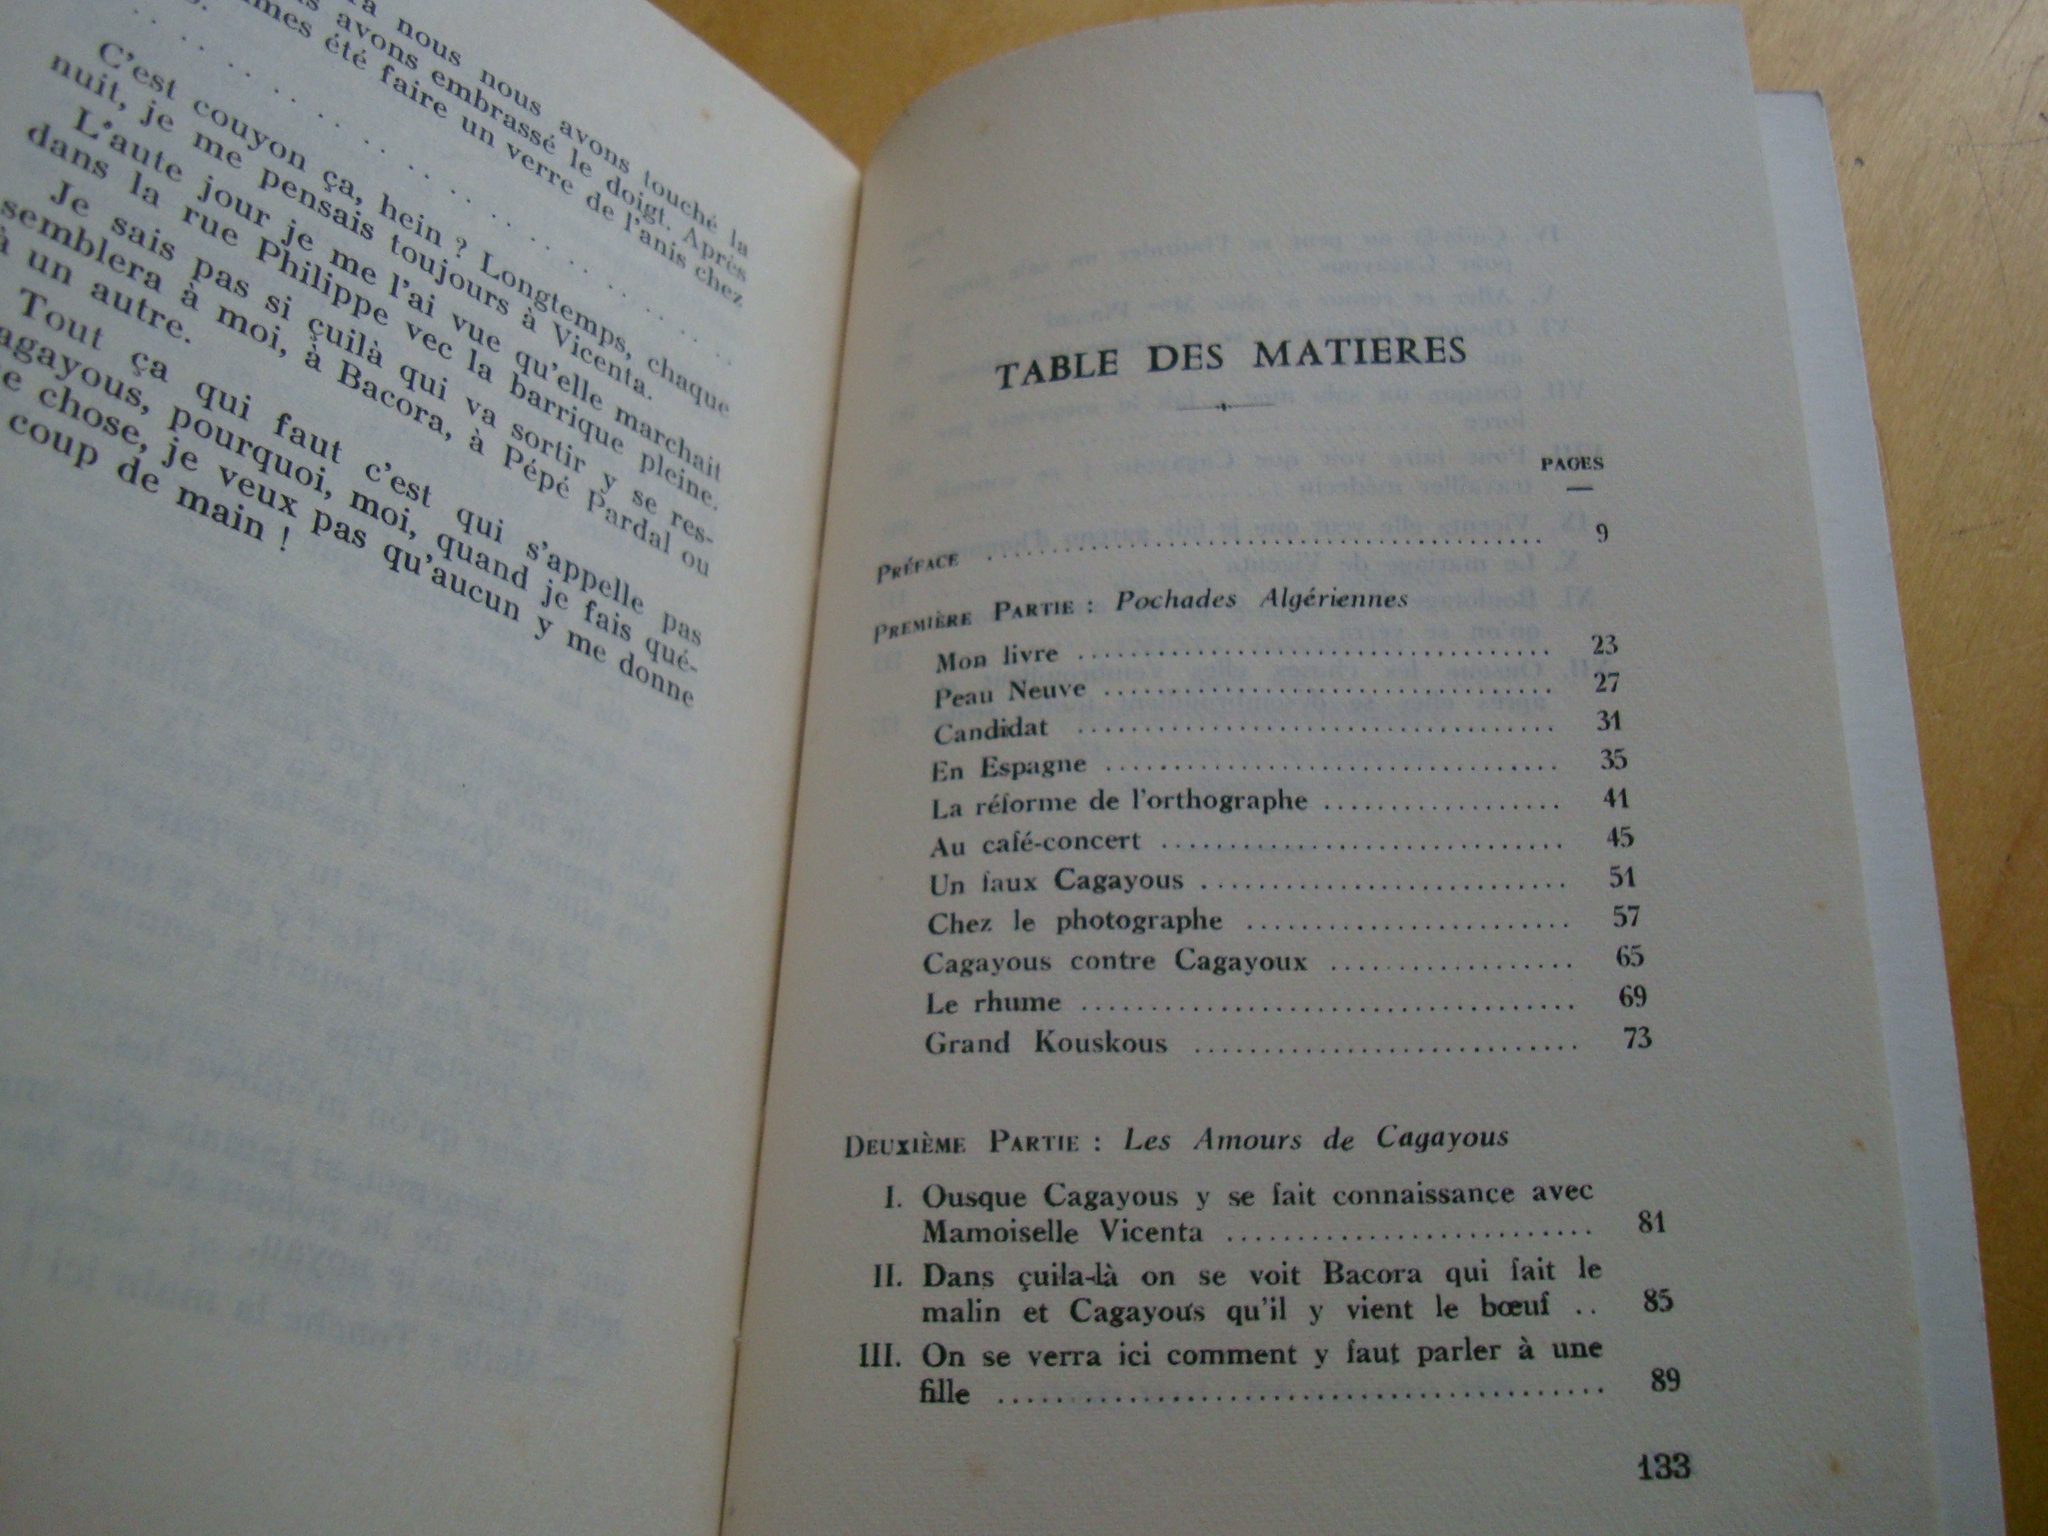 nous nous avons touché la
avons embrassé le doigt. Après
été faire un verre de l'anis chez
. . . . . . . . . . . . . . . .
C'est couyon ça, hein ? Longtemps, chaque
nuit, je me pensais toujours à Vicenta.
L'aute jour je me l'ai vue qu'elle marchait
dans la rue Philippe vec la barrique pleine.
Je sais pas si çuilà qui va sortir y se res-
semblera à moi, à Bacora, à Pépé Pardal ou
à un autre.
Tout ça qui faut c'est qui s'appelle pas
agayous, pourquoi, moi, quand je fais qué-
e chose, je veux pas qu'aucun y me donne
coup de main !
TABLE DES MATIERES
PAGES
PRÉFACE .......... 9
PREMIÈRE PARTIE : Pochades Algériennes
Mon livre .......... 23
Peau Neuve .......... 27
Candidat .......... 31
En Espagne .......... 35
La réforme de l'orthographe .......... 41
Au café-concert .......... 45
Un faux Cagayous .......... 51
Chez le photographe .......... 57
Cagayous contre Cagayoux .......... 65
Le rhume .......... 69
Grand Kouskous .......... 73
DEUXIÈME PARTIE : Les Amours de Cagayous
I. Ousque Cagayous y se fait connaissance avec
Mamoiselle Vicenta .......... 81
II. Dans çuila-là on se voit Bacora qui fait le
malin et Cagayous qu'il y vient le bœuf .. 85
III. On se verra ici comment y faut parler à une
fille .......... 89
133